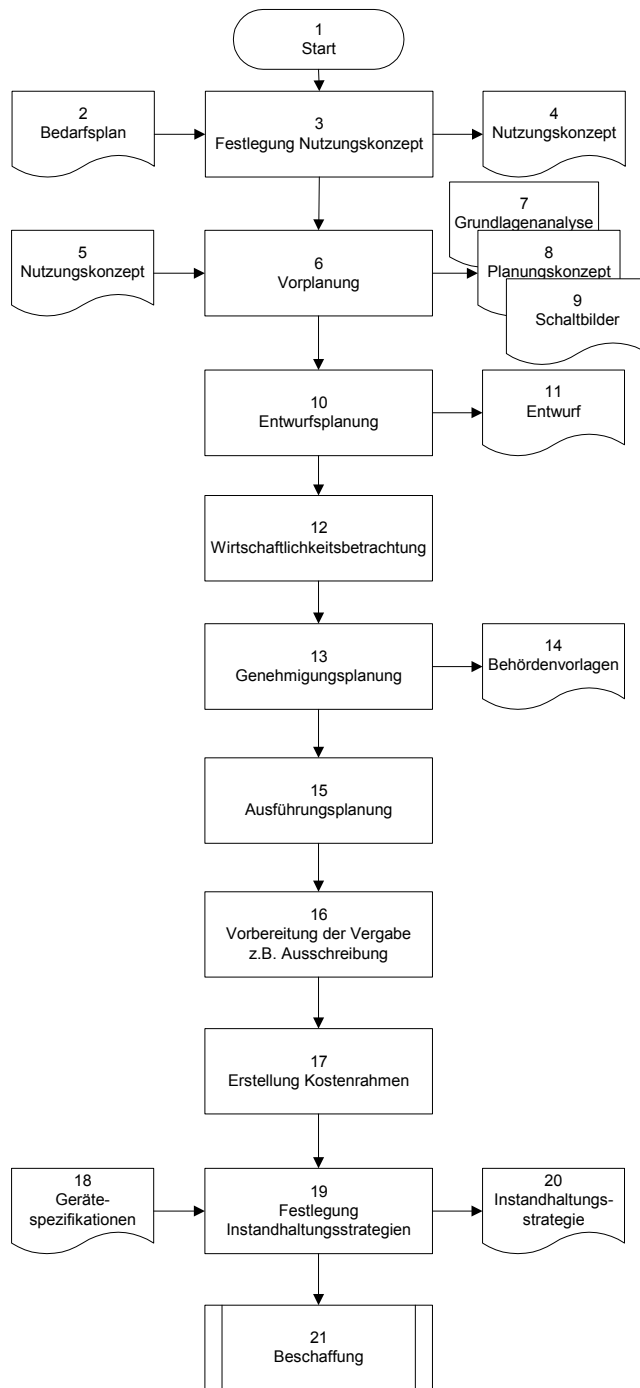 1
Start
2
Bedarfsplan
3
Festlegung Nutzungskonzept
4
Nutzungskonzept
5
Nutzungskonzept
6
Vorplanung
7
Grundlagenanalyse
8
Planungskonzept
9
Schaltbilder
10
Entwurfsplanung
11
Entwurf
12
Wirtschaftlichkeitsbetrachtung
13
Genehmigungsplanung
14
Behördenvorlagen
15
Ausführungsplanung
16
Vorbereitung der Vergabe
z.B. Ausschreibung
17
Erstellung Kostenrahmen
18
Geräte-
spezifikationen
19
Festlegung
Instandhaltungsstrategien
20
Instandhaltungs-
strategie
21
Beschaffung